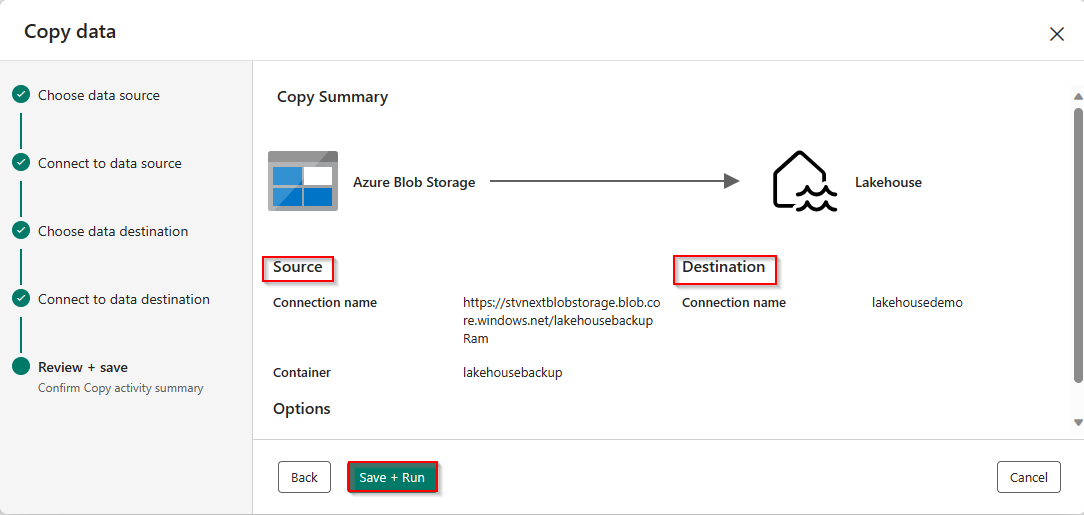 Copy data
Choose data source
Connect to data source
Choose data destination
Connect to data destination
Review + save
Confirm Copy activity summary
Copy Summary
Azure Blob Storage
Lakehouse
Source
Connection name
https://stvnextblobstorage.blob.co
re.windows.net/lakehousebackup
Ram
Container
lakehousebackup
Destination
Connection name
lakehousedemo
Options
Back
Save + Run
Cancel